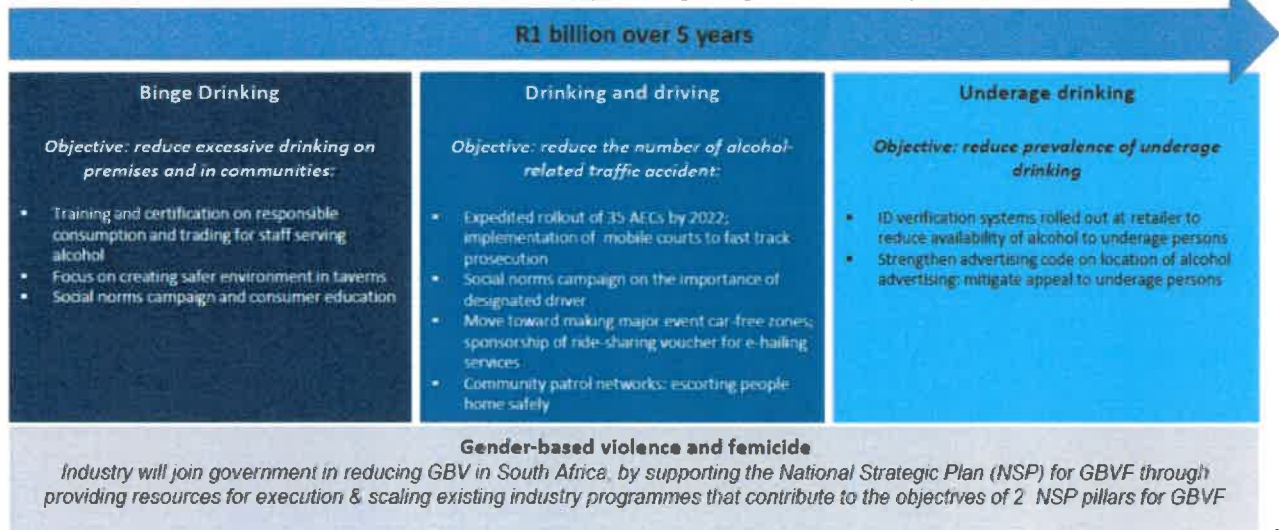 R1 billion over 5 years
Binge Drinking
Objective: reduce excessive drinking on
premises and in communities:
▪ Training and certification on responsible
consumption and trading for staff serving
alcohol
▪ Focus on creating safer environment in taverns
▪ Social norms campaign and consumer education
Drinking and driving
Objective: reduce the number of alcohol-
related traffic accident:
▪ Expedited rollout of 35 AECs by 2022;
implementation of mobile courts to fast track
prosecution
▪ Social norms campaign on the importance of
designated driver
▪ Move toward making major event car-free zones;
sponsorship of ride-sharing voucher for e-hailing
services
▪ Community patrol networks: escorting people
home safely
Underage drinking
Objective: reduce prevalence of underage
drinking
▪ ID verification systems rolled out at retailer to
reduce availability of alcohol to underage persons
▪ Strengthen advertising code on location of alcohol
advertising: mitigate appeal to underage persons
Gender-based violence and femicide
Industry will join government in reducing GBV in South Africa, by supporting the National Strategic Plan (NSP) for GBVF through
providing resources for execution & scaling existing industry programmes that contribute to the objectives of 2 NSP pillars for GBVF